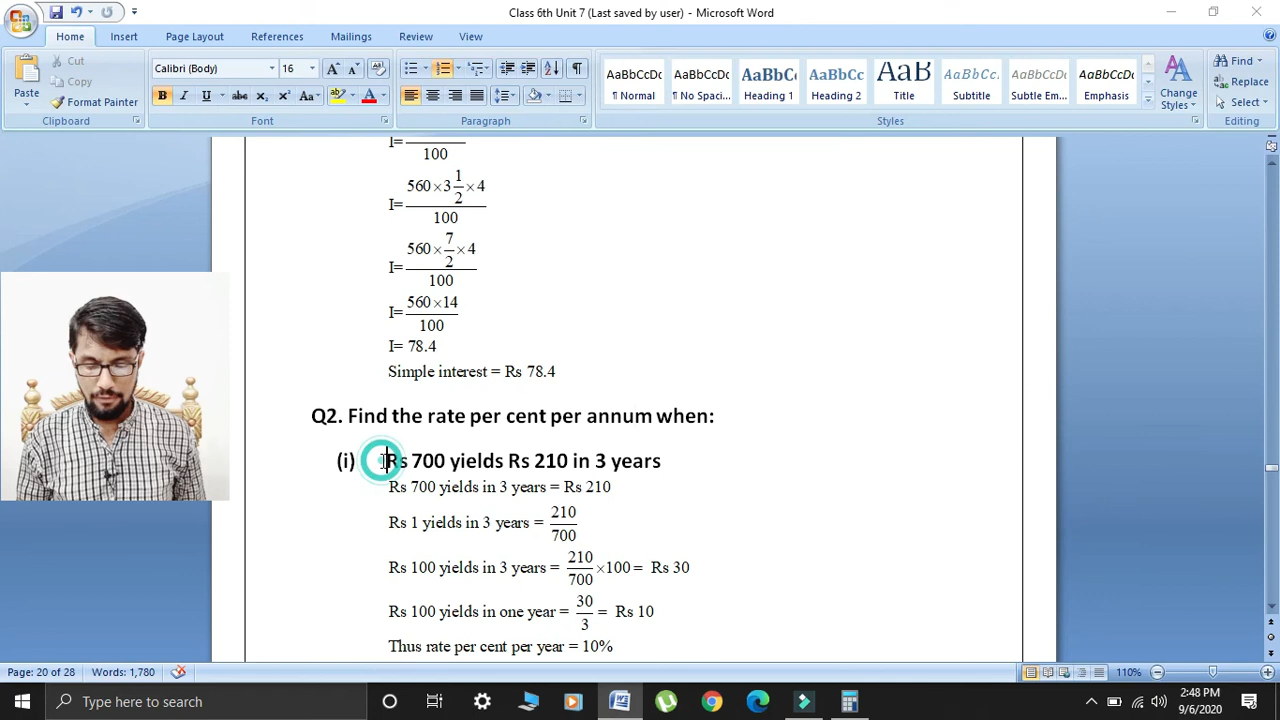 Class 6th Unit 7 (Last saved by user) - Microsoft Word
Home Insert Page Layout References Mailings Review View
Paste
Cut
Copy
Format Painter
Clipboard
Calibri (Body) 16
B I U abc x₂ x² Aa
Font
Paragraph
AaBbCcDc AaBbCcDc AaBbCc AaBbCc AaB AaBbCc. AaBbCcDc AaBbCcDc
¶ Normal ¶ No Spaci... Heading 1 Heading 2 Title Subtitle Subtle Em... Emphasis
Change Styles
Styles
Find
Replace
Select
Editing
I= ──── 100
I= 560×3 1/2 ×4 / 100
I= 560× 7/2 ×4 / 100
I= 560×14 / 100
I= 78.4
Simple interest = Rs 78.4
Q2. Find the rate per cent per annum when:
(i) Rs 700 yields Rs 210 in 3 years
Rs 700 yields in 3 years = Rs 210
Rs 1 yields in 3 years = 210/700
Rs 100 yields in 3 years = 210/700 ×100 = Rs 30
Rs 100 yields in one year = 30/3 = Rs 10
Thus rate per cent per year = 10%
Page: 20 of 28 Words: 1,780 110%
Type here to search
2:48 PM
9/6/2020